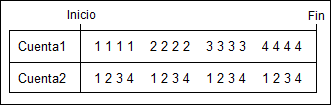 Inicio Fin
Cuenta1 1 1 1 1 2 2 2 2 3 3 3 3 4 4 4 4
Cuenta2 1 2 3 4 1 2 3 4 1 2 3 4 1 2 3 4